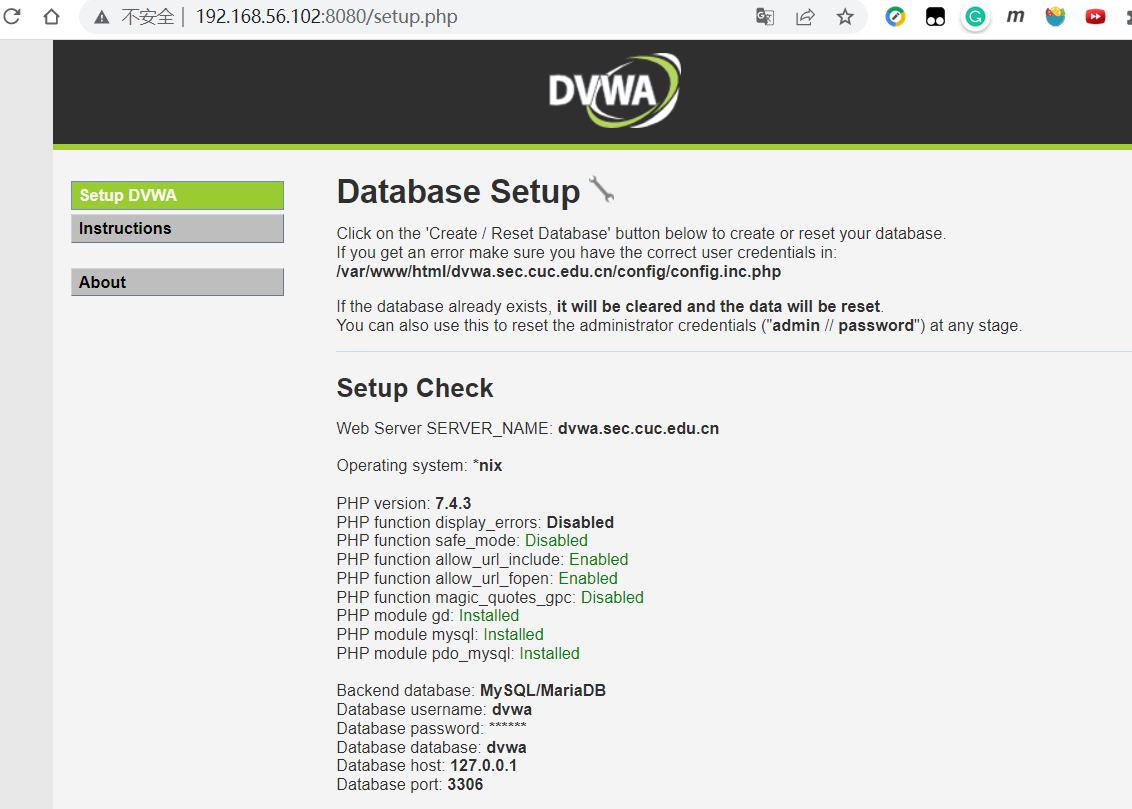 不安全 | 192.168.56.102:8080/setup.php
DVWA
Setup DVWA
Instructions
About
Database Setup
Click on the 'Create / Reset Database' button below to create or reset your database.
If you get an error make sure you have the correct user credentials in:
/var/www/html/dvwa.sec.cuc.edu.cn/config/config.inc.php
If the database already exists, it will be cleared and the data will be reset.
You can also use this to reset the administrator credentials ("admin // password") at any stage.
Setup Check
Web Server SERVER_NAME: dvwa.sec.cuc.edu.cn
Operating system: *nix
PHP version: 7.4.3
PHP function display_errors: Disabled
PHP function safe_mode: Disabled
PHP function allow_url_include: Enabled
PHP function allow_url_fopen: Enabled
PHP function magic_quotes_gpc: Disabled
PHP module gd: Installed
PHP module mysql: Installed
PHP module pdo_mysql: Installed
Backend database: MySQL/MariaDB
Database username: dvwa
Database password: ******
Database database: dvwa
Database host: 127.0.0.1
Database port: 3306